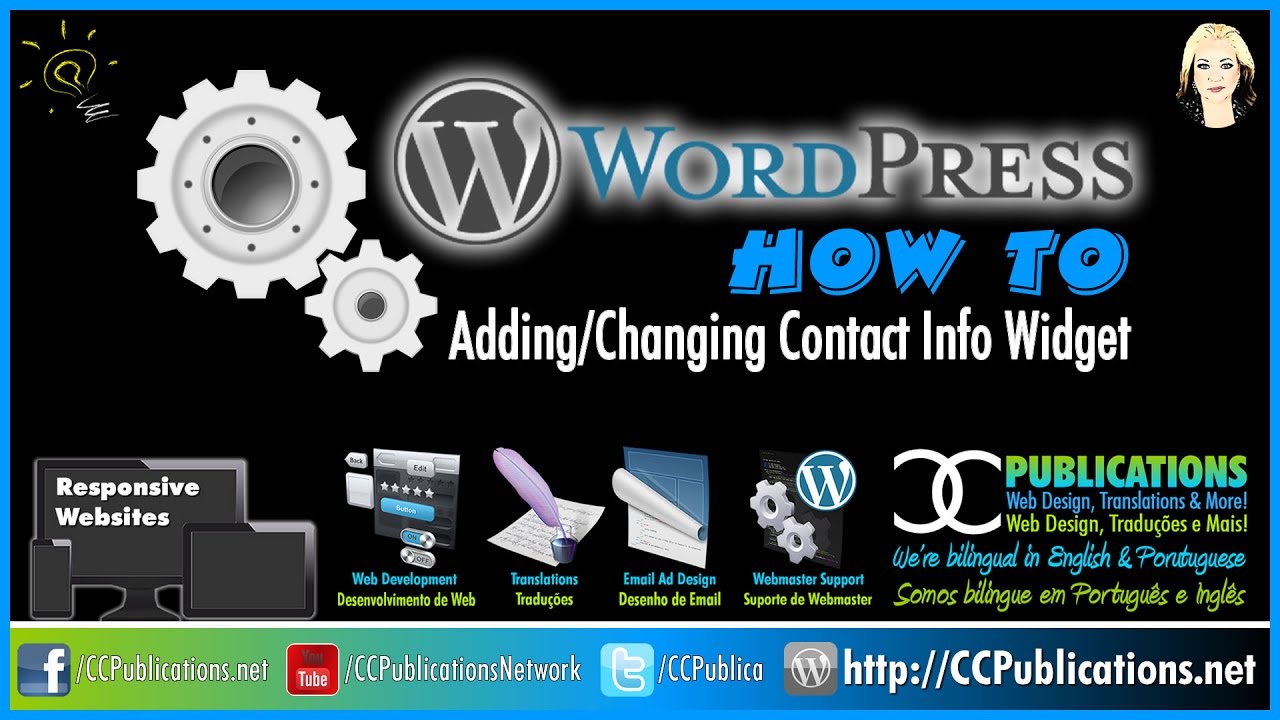 WORDPRESS
HOW TO
Adding/Changing Contact Info Widget
Responsive
Websites
Back
Edit
Button
ON
OFF
Web Development
Desenvolvimento de Web
Translations
Traduções
Email Ad Design
Desenho de Email
W
Webmaster Support
Suporte de Webmaster
CC PUBLICATIONS
Web Design, Translations & More!
Web Design, Traduções e Mais!
We're bilingual in English & Porutuguese
Somos bilíngue em Português e Inglês
f /CCPublications.net
You Tube /CCPublicationsNetwork
t /CCPublica
W http://CCPublications.net